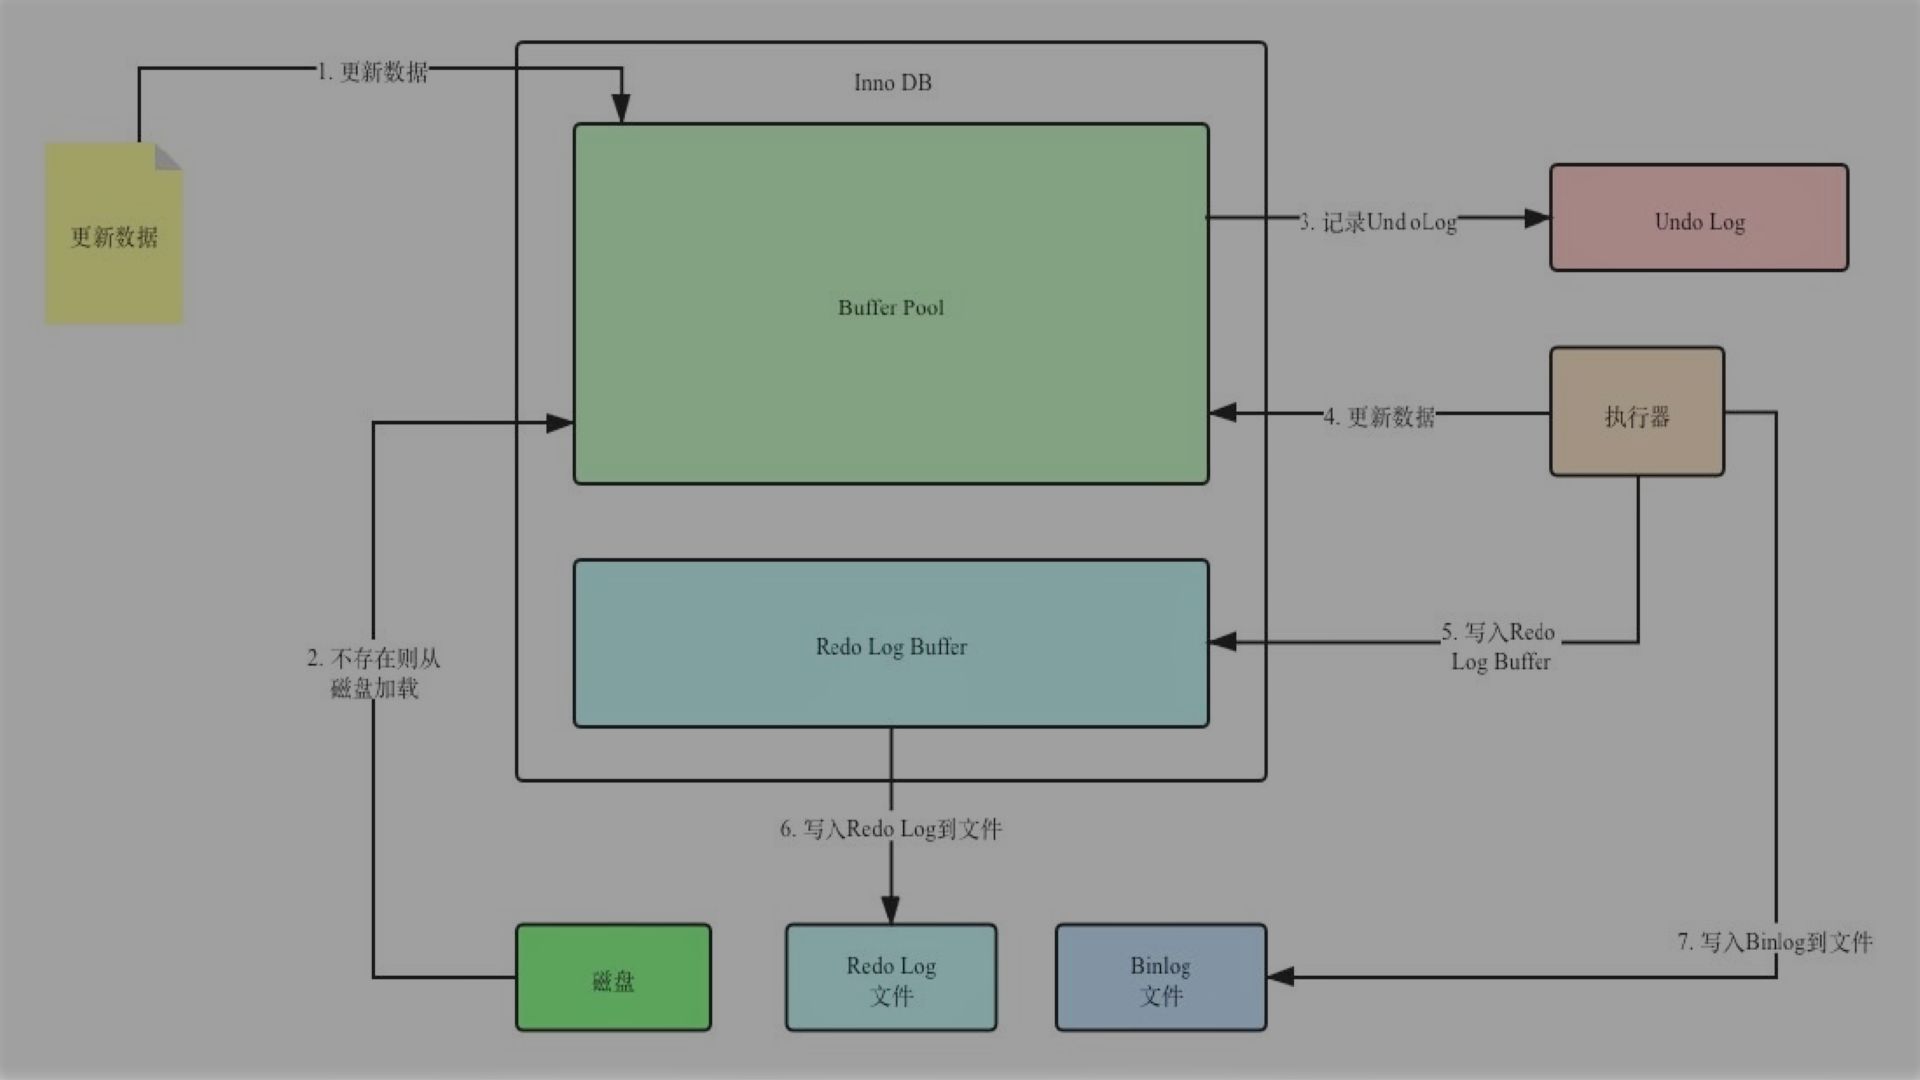 1. 更新数据
Inno DB
更新数据
Buffer Pool
3. 记录UndoLog
Undo Log
4. 更新数据
执行器
2. 不存在则从
磁盘加载
Redo Log Buffer
5. 写入Redo
Log Buffer
6. 写入Redo Log到文件
7. 写入Binlog到文件
磁盘
Redo Log
文件
Binlog
文件